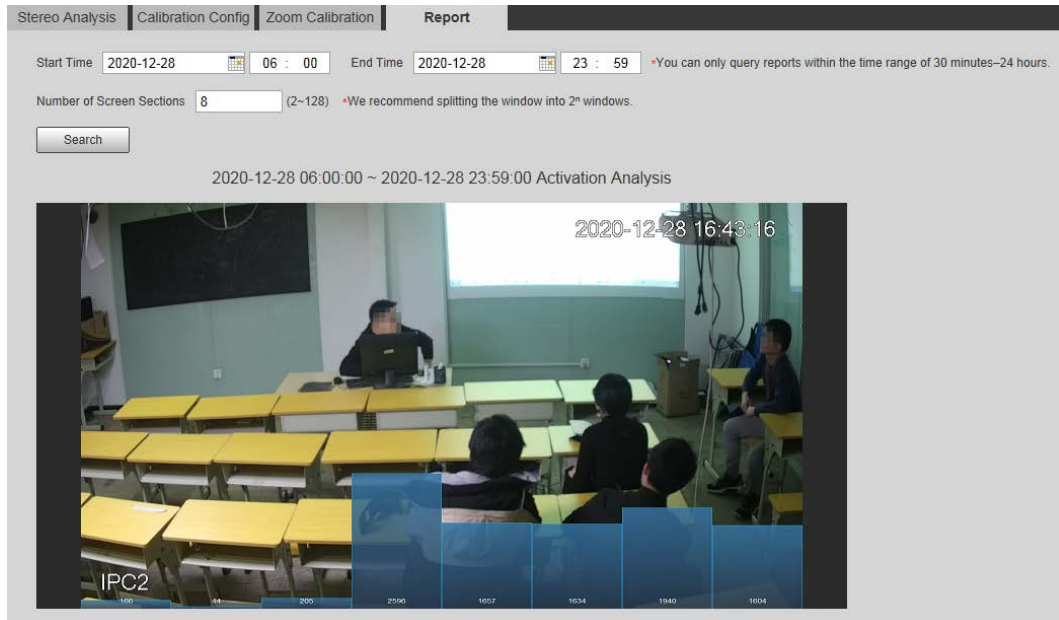 Stereo Analysis Calibration Config Zoom Calibration Report
Start Time 2020-12-28 06 : 00 End Time 2020-12-28 23 : 59 *You can only query reports within the time range of 30 minutes–24 hours.
Number of Screen Sections 8 (2~128) *We recommend splitting the window into 2ⁿ windows.
Search
2020-12-28 06:00:00 ~ 2020-12-28 23:59:00 Activation Analysis
2020-12-28 16:43:16
IPC2
166 44 205 2596 1657 1634 1940 1604